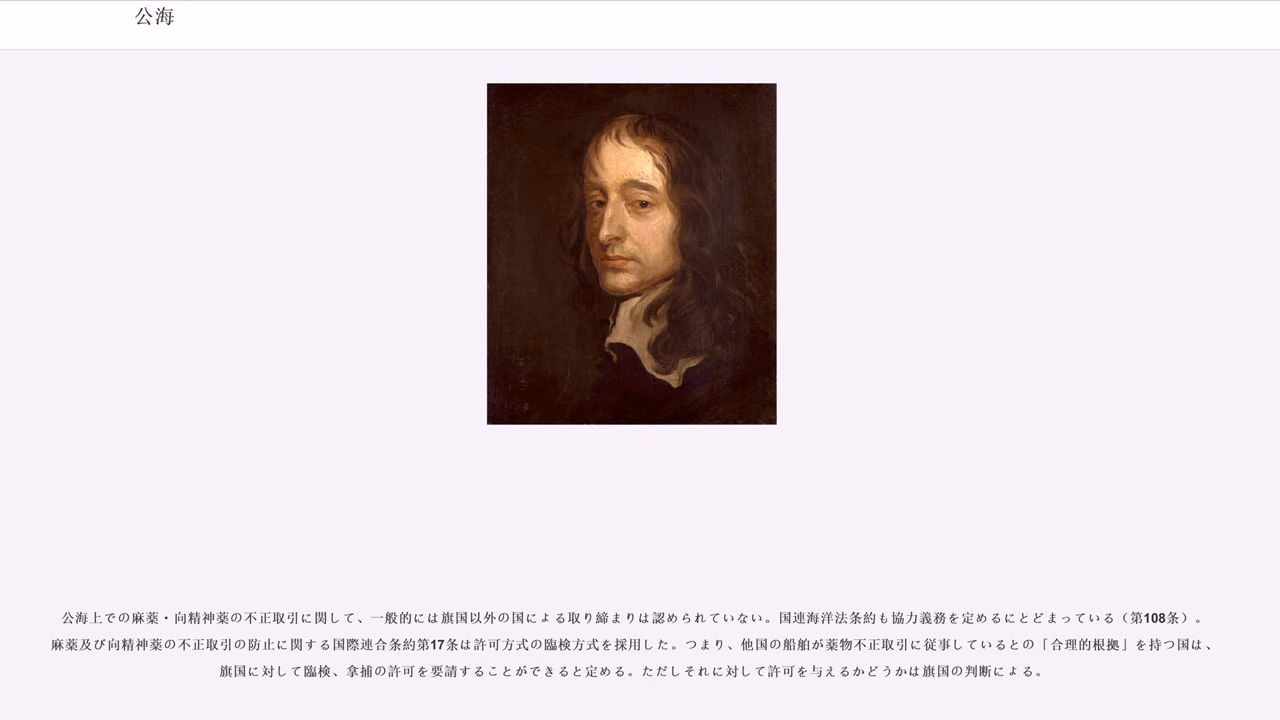 公海
公海上での麻薬・向精神薬の不正取引に関して、一般的には旗国以外の国による取り締まりは認められていない。国連海洋法条約も協力義務を定めるにとどまっている（第108条）。
麻薬及び向精神薬の不正取引の防止に関する国際連合条約第17条は許可方式の臨検方式を採用した。つまり、他国の船舶が薬物不正取引に従事しているとの「合理的根拠」を持つ国は、
旗国に対して臨検、拿捕の許可を要請することができると定める。ただしそれに対して許可を与えるかどうかは旗国の判断による。